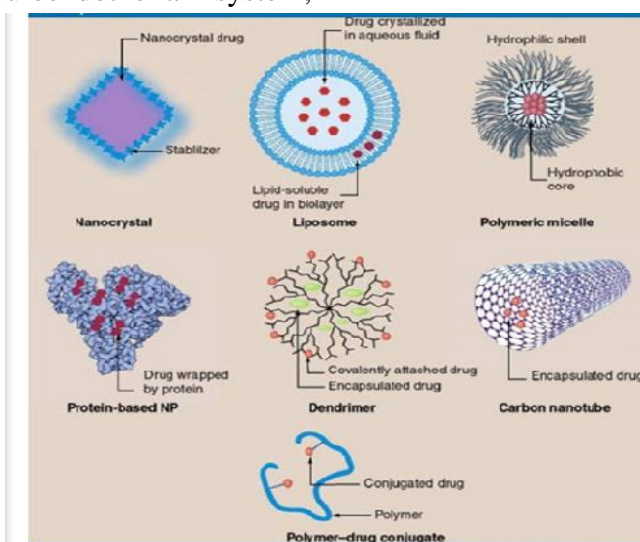 Nanocrystal drug
Stablilzer
Nanocrystal
Drug crystallized
in aqueous fluid
Lipid-soluble
drug in biolayer
Liposome
Hydrophilic shell
Hydrophobic
core
Polymeric micelle
Drug wrapped
by protein
Protein-based NP
Covalently attached drug
Encapsulated drug
Dendrimer
Encapsulated drug
Carbon nanotube
Conjugated drug
Polymer
Polymer–drug conjugate